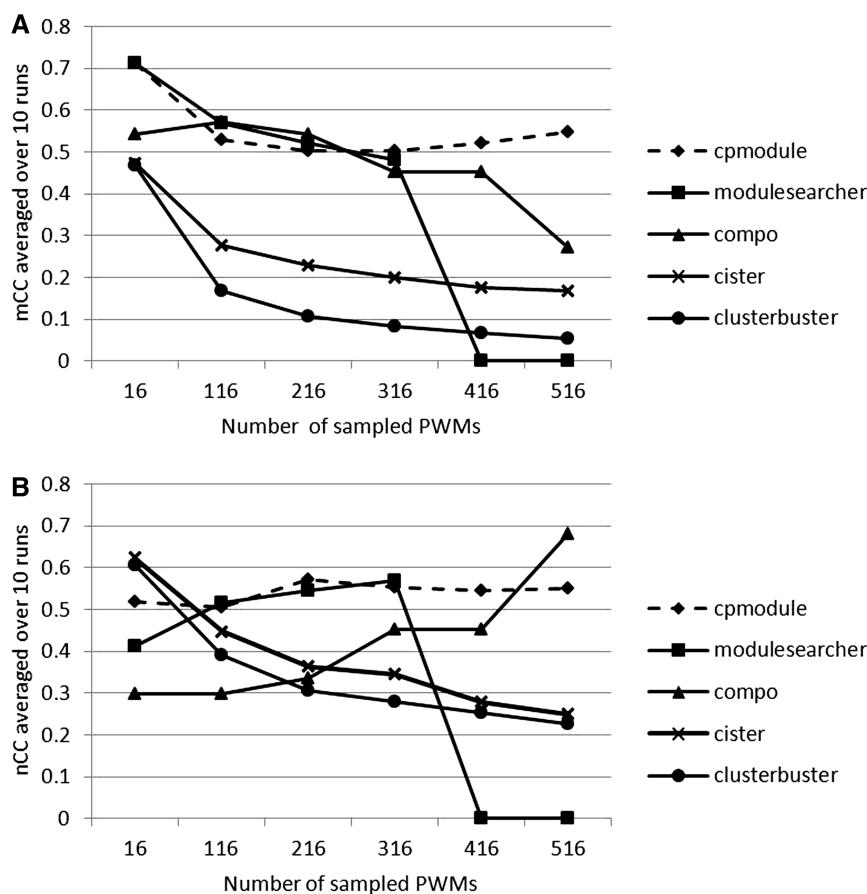 A
0.8
0.7
0.6
0.5
0.4
0.3
0.2
0.1
0
mCC averaged over 10 runs
16 116 216 316 416 516
Number of sampled PWMs
cpmodule
modulesearcher
compo
cister
clusterbuster
B
0.8
0.7
0.6
0.5
0.4
0.3
0.2
0.1
0
nCC averaged over 10 runs
16 116 216 316 416 516
Number of sampled PWMs
cpmodule
modulesearcher
compo
cister
clusterbuster